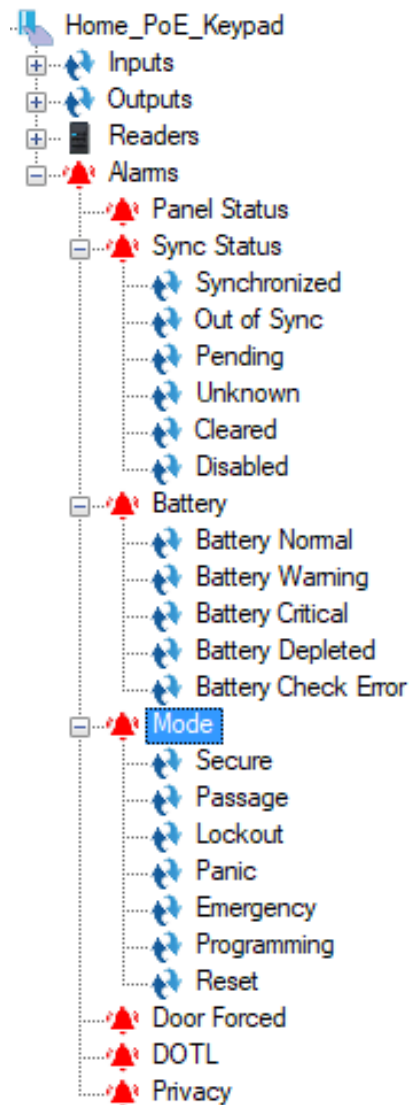 Home_PoE_Keypad
Inputs
Outputs
Readers
Alarms
Panel Status
Sync Status
Synchronized
Out of Sync
Pending
Unknown
Cleared
Disabled
Battery
Battery Normal
Battery Warning
Battery Critical
Battery Depleted
Battery Check Error
Mode
Secure
Passage
Lockout
Panic
Emergency
Programming
Reset
Door Forced
DOTL
Privacy